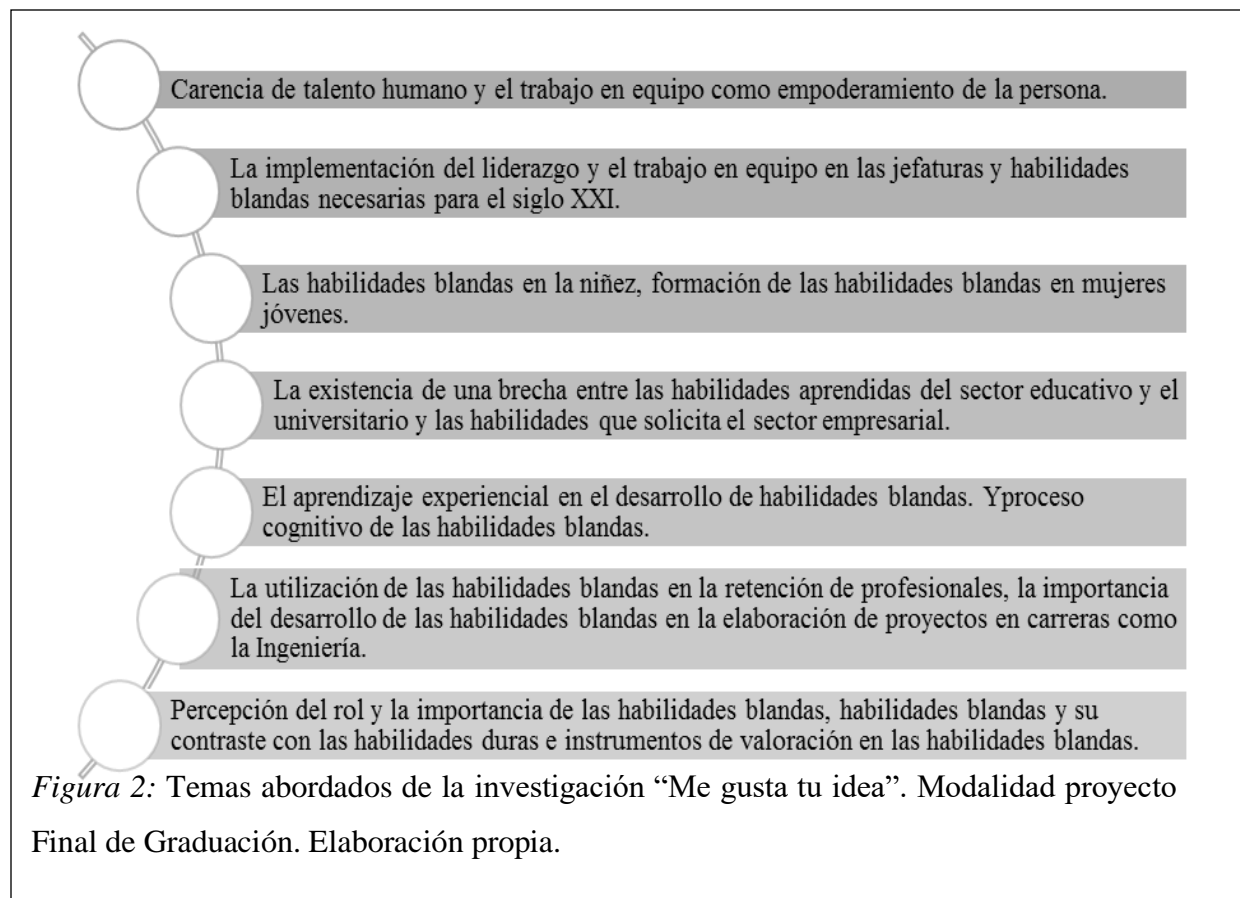 Carencia de talento humano y el trabajo en equipo como empoderamiento de la persona.
La implementación del liderazgo y el trabajo en equipo en las jefaturas y habilidades
blandas necesarias para el siglo XXI.
Las habilidades blandas en la niñez, formación de las habilidades blandas en mujeres
jóvenes.
La existencia de una brecha entre las habilidades aprendidas del sector educativo y el
universitario y las habilidades que solicita el sector empresarial.
El aprendizaje experiencial en el desarrollo de habilidades blandas. Yproceso
cognitivo de las habilidades blandas.
La utilización de las habilidades blandas en la retención de profesionales, la importancia
del desarrollo de las habilidades blandas en la elaboración de proyectos en carreras como
la Ingeniería.
Percepción del rol y la importancia de las habilidades blandas, habilidades blandas y su
contraste con las habilidades duras e instrumentos de valoración en las habilidades blandas.
Figura 2: Temas abordados de la investigación “Me gusta tu idea”. Modalidad proyecto
Final de Graduación. Elaboración propia.